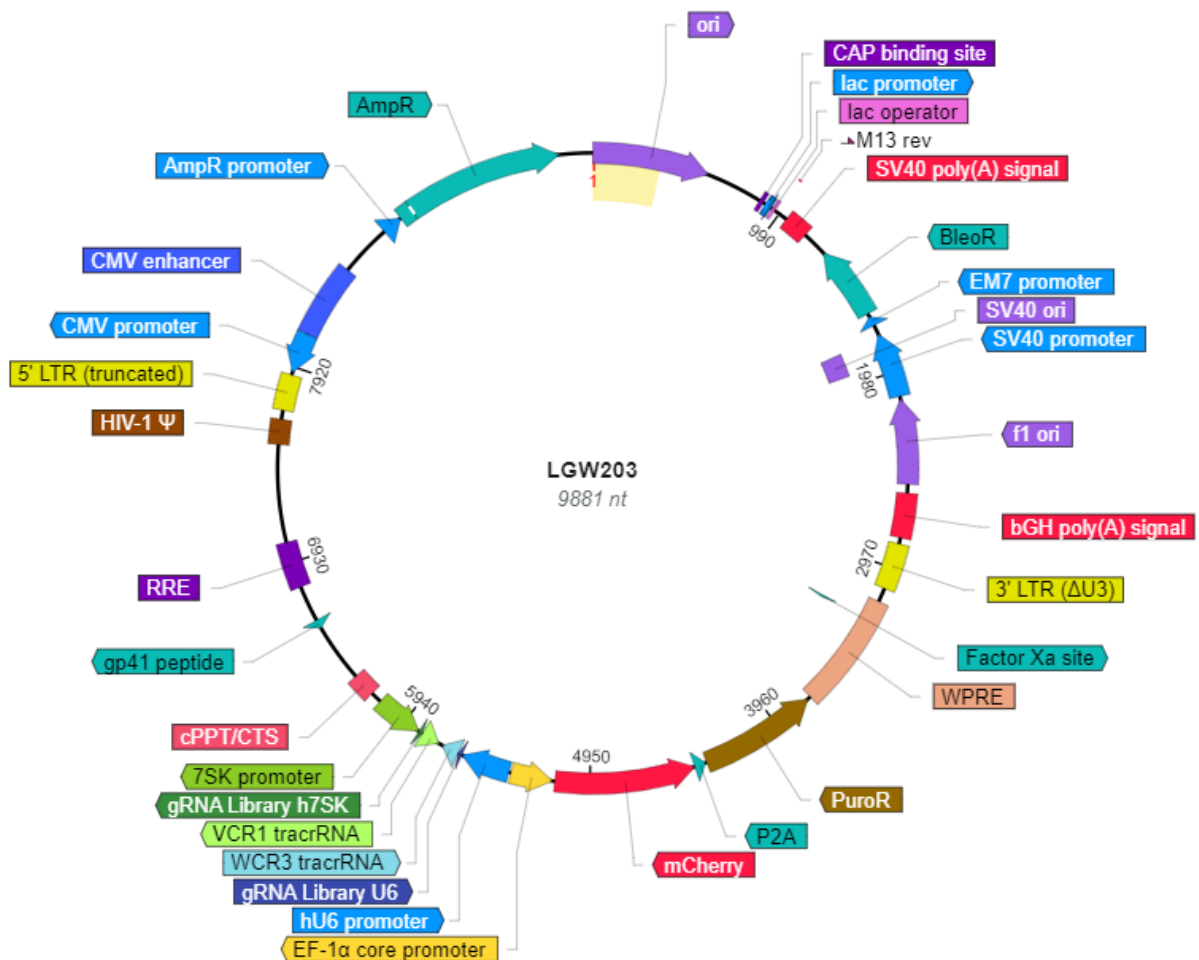 ori
CAP binding site
lac promoter
lac operator
M13 rev
SV40 poly(A) signal
BleoR
EM7 promoter
SV40 ori
SV40 promoter
f1 ori
bGH poly(A) signal
3' LTR (ΔU3)
Factor Xa site
WPRE
PuroR
P2A
mCherry
EF-1α core promoter
hU6 promoter
gRNA Library U6
WCR3 tracrRNA
VCR1 tracrRNA
gRNA Library h7SK
7SK promoter
cPPT/CTS
gp41 peptide
RRE
HIV-1 Ψ
5' LTR (truncated)
CMV promoter
CMV enhancer
AmpR promoter
AmpR
1
990
1980
2970
3960
4950
5940
6930
7920
LGW203
9881 nt